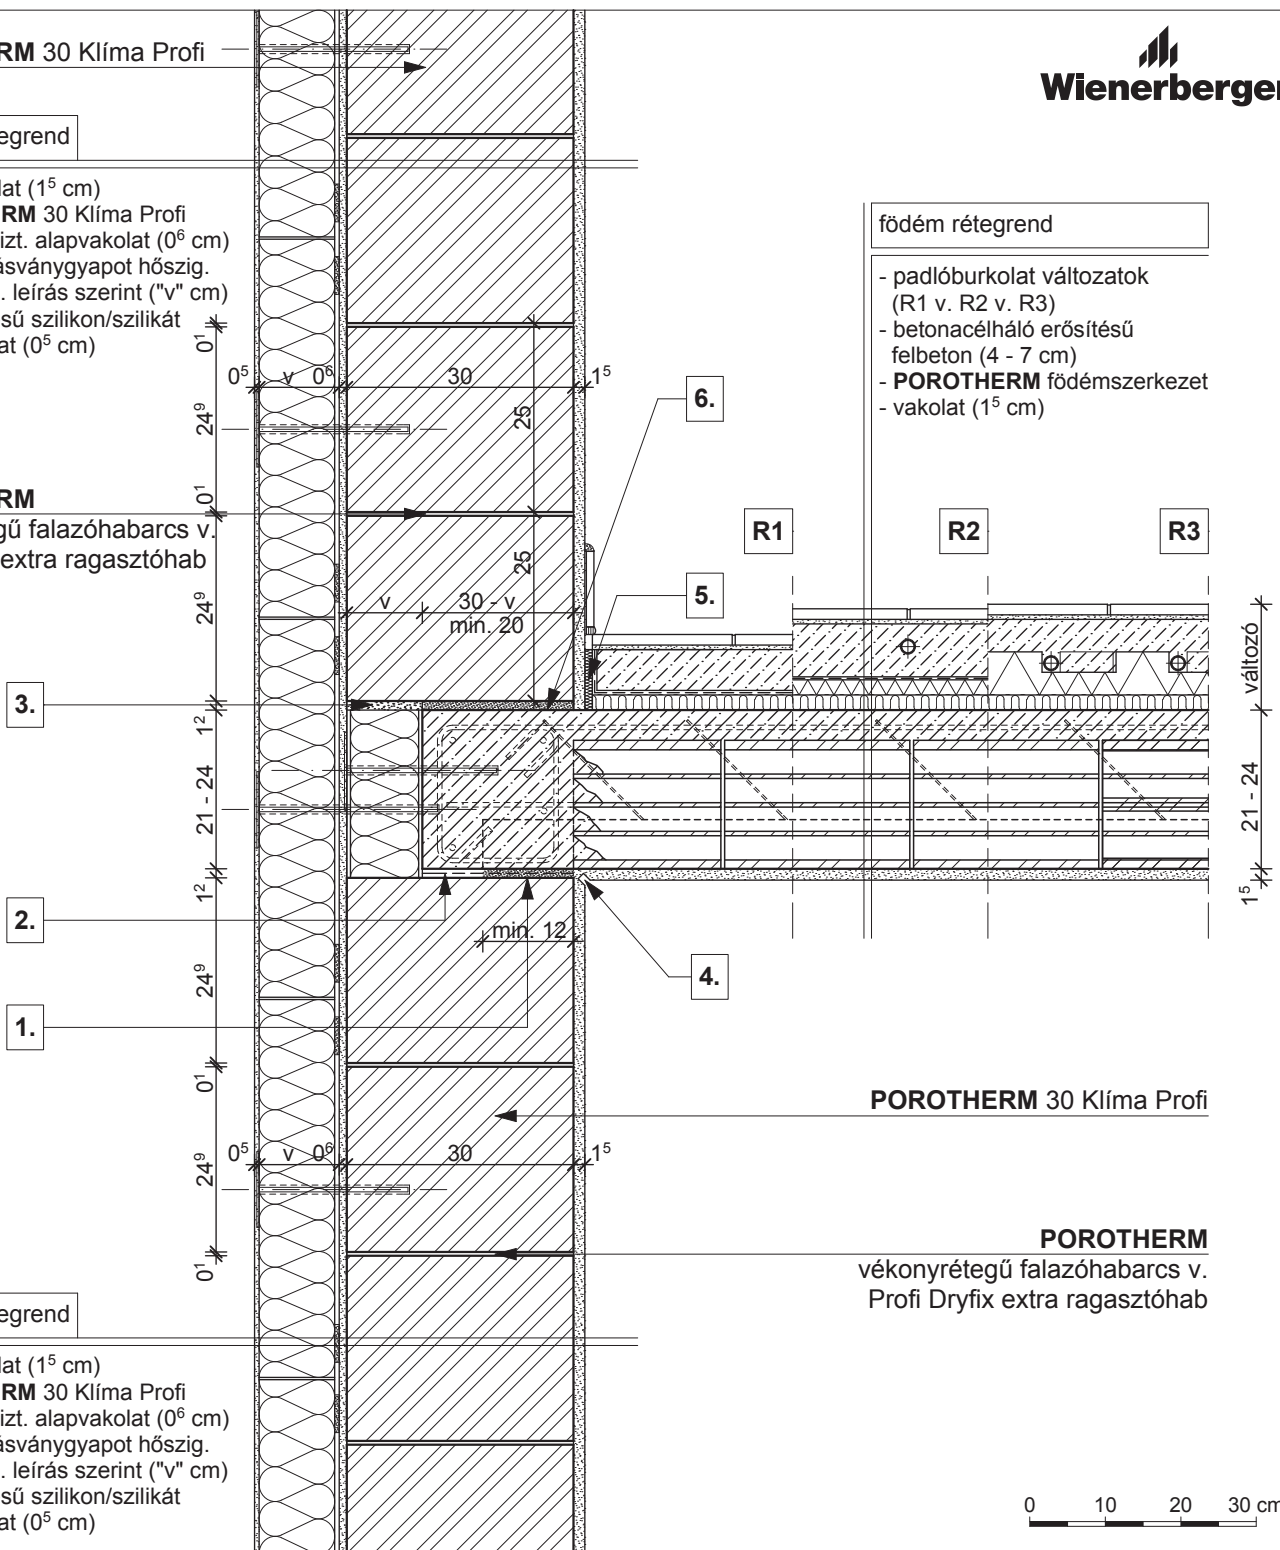 RM 30 Klíma Profi
Wienerberger
egrend
lat (1⁵ cm)
RM 30 Klíma Profi
izt. alapvakolat (0⁶ cm)
ásványgyapot hőszig.
. leírás szerint ("v" cm)
sű szilikon/szilikát
at (0⁵ cm)
födém rétegrend
- padlóburkolat változatok
(R1 v. R2 v. R3)
- betonacélháló erősítésű
felbeton (4 - 7 cm)
- POROTHERM födémszerkezet
- vakolat (1⁵ cm)
0¹
0⁵ v 0⁶ 30 1⁵
6.
24⁹
25
0¹
RM
gű falazóhabarcs v.
extra ragasztóhab
R1 R2 R3
25
24⁹
v 30 - v
min. 20
5.
változó
3.
1²
21 - 24
21 - 24
1²
1⁵
2.
min. 12
4.
24⁹
1.
0¹
POROTHERM 30 Klíma Profi
24⁹
0⁵ v 0⁶ 30 1⁵
0¹
POROTHERM
vékonyrétegű falazóhabarcs v.
Profi Dryfix extra ragasztóhab
egrend
lat (1⁵ cm)
RM 30 Klíma Profi
izt. alapvakolat (0⁶ cm)
ásványgyapot hőszig.
. leírás szerint ("v" cm)
sű szilikon/szilikát
at (0⁵ cm)
0 10 20 30 cm